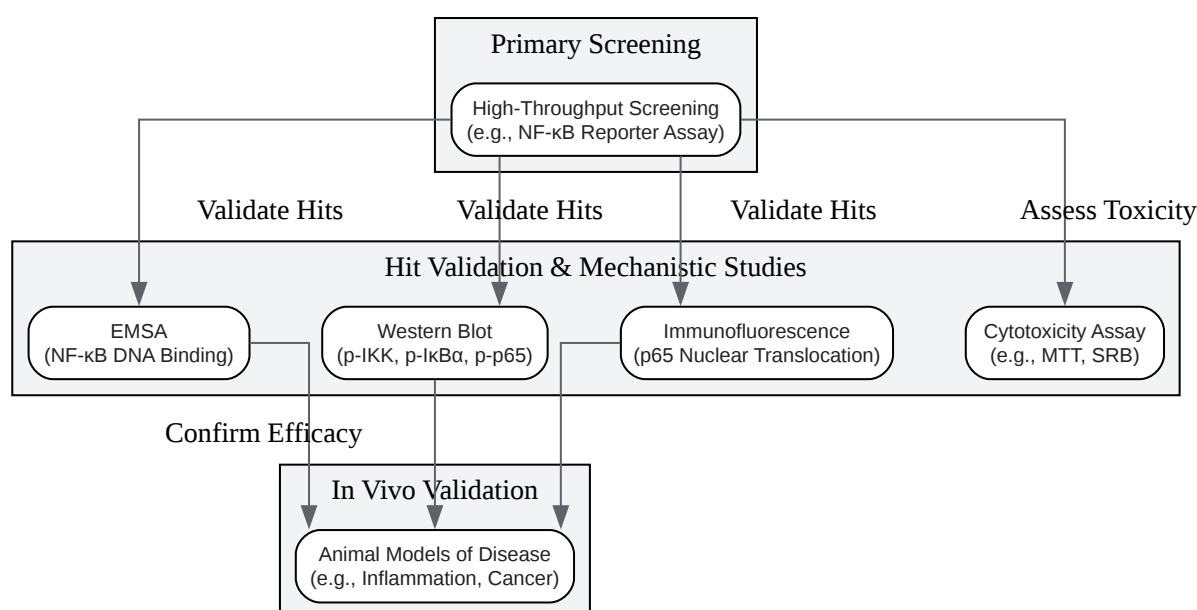 Primary Screening
High-Throughput Screening
(e.g., NF-κB Reporter Assay)
Validate Hits
Validate Hits
Validate Hits
Assess Toxicity
Hit Validation & Mechanistic Studies
EMSA
(NF-κB DNA Binding)
Western Blot
(p-IKK, p-IκBα, p-p65)
Immunofluorescence
(p65 Nuclear Translocation)
Cytotoxicity Assay
(e.g., MTT, SRB)
Confirm Efficacy
In Vivo Validation
Animal Models of Disease
(e.g., Inflammation, Cancer)